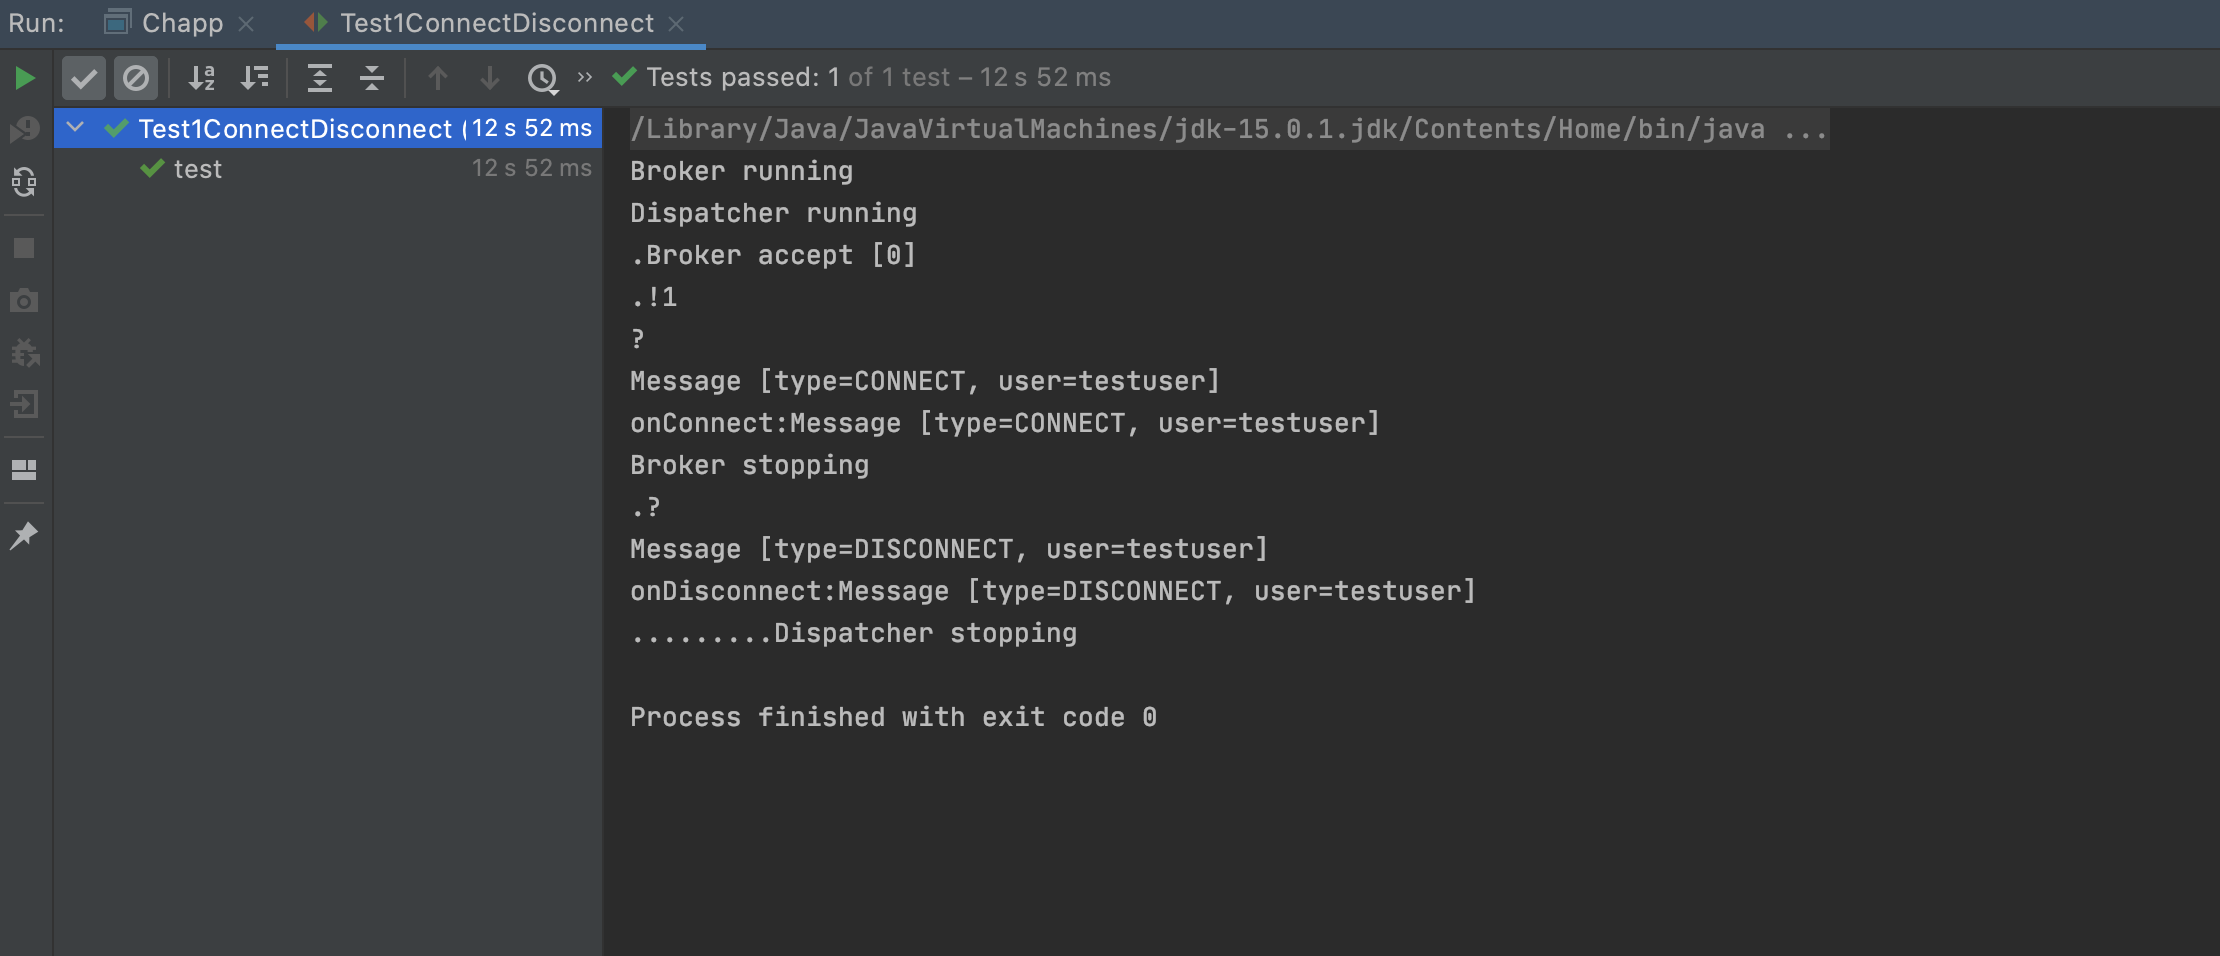 Run: Chapp Test1ConnectDisconnect
Tests passed: 1 of 1 test – 12 s 52 ms
Test1ConnectDisconnect ( 12 s 52 ms
test 12 s 52 ms
/Library/Java/JavaVirtualMachines/jdk-15.0.1.jdk/Contents/Home/bin/java ...
Broker running
Dispatcher running
.Broker accept [0]
.!1
?
Message [type=CONNECT, user=testuser]
onConnect:Message [type=CONNECT, user=testuser]
Broker stopping
.?
Message [type=DISCONNECT, user=testuser]
onDisconnect:Message [type=DISCONNECT, user=testuser]
.........Dispatcher stopping
Process finished with exit code 0